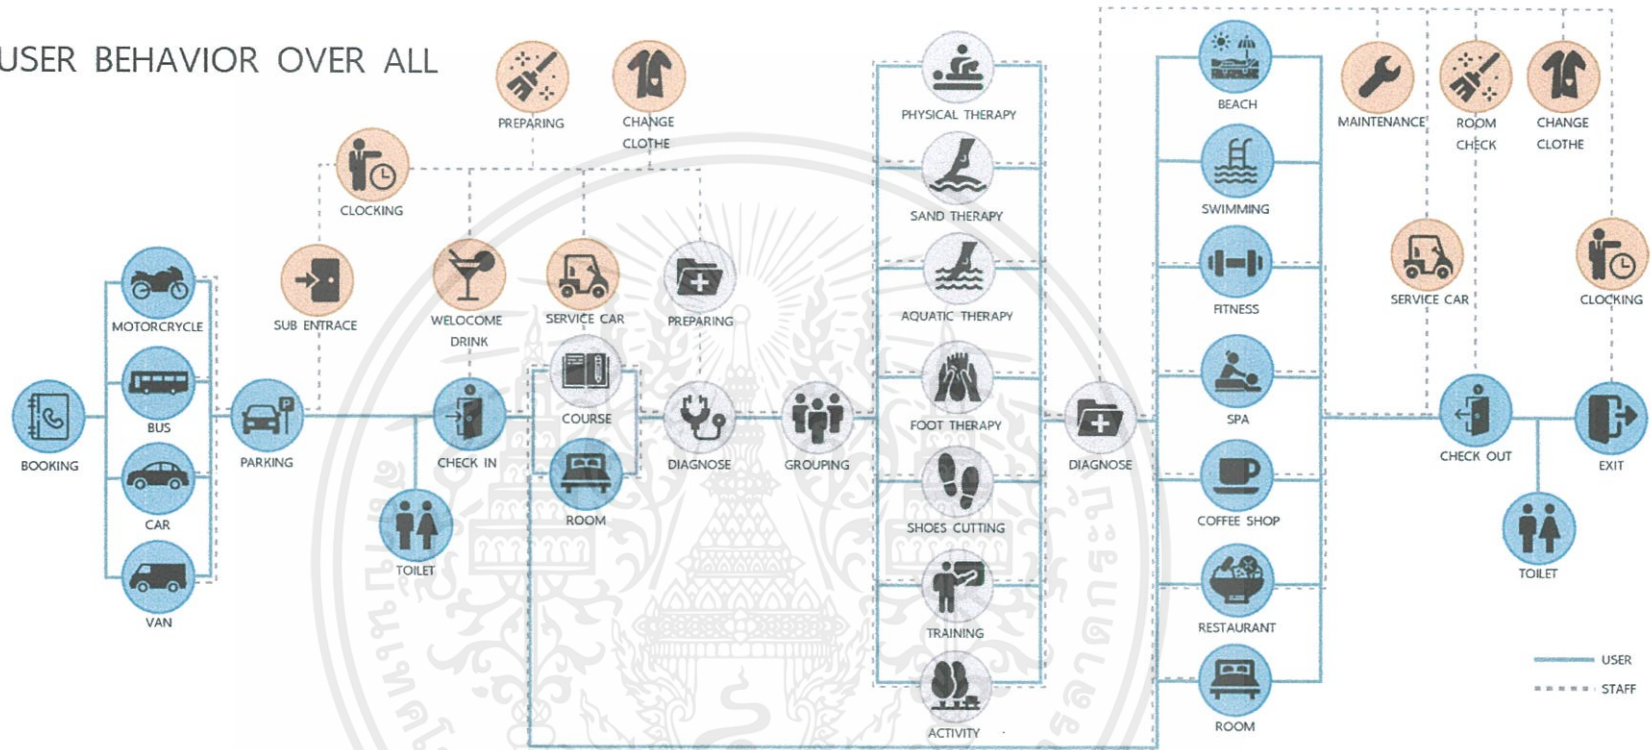 USER BEHAVIOR OVER ALL
PREPARING
CHANGE
CLOTHE
CLOCKING
SUB ENTRACE
WELOCOME
DRINK
SERVICE CAR
PREPARING
BOOKING
MOTORCRYCLE
BUS
CAR
VAN
PARKING
TOILET
CHECK IN
COURSE
ROOM
DIAGNOSE
GROUPING
PHYSICAL THERAPY
SAND THERAPY
AQUATIC THERAPY
FOOT THERAPY
SHOES CUTTING
TRAINING
ACTIVITY
DIAGNOSE
BEACH
SWIMMING
FITNESS
SPA
COFFEE SHOP
RESTAURANT
ROOM
MAINTENANCE
ROOM
CHECK
CHANGE
CLOTHE
SERVICE CAR
CLOCKING
CHECK OUT
TOILET
EXIT
USER
STAFF